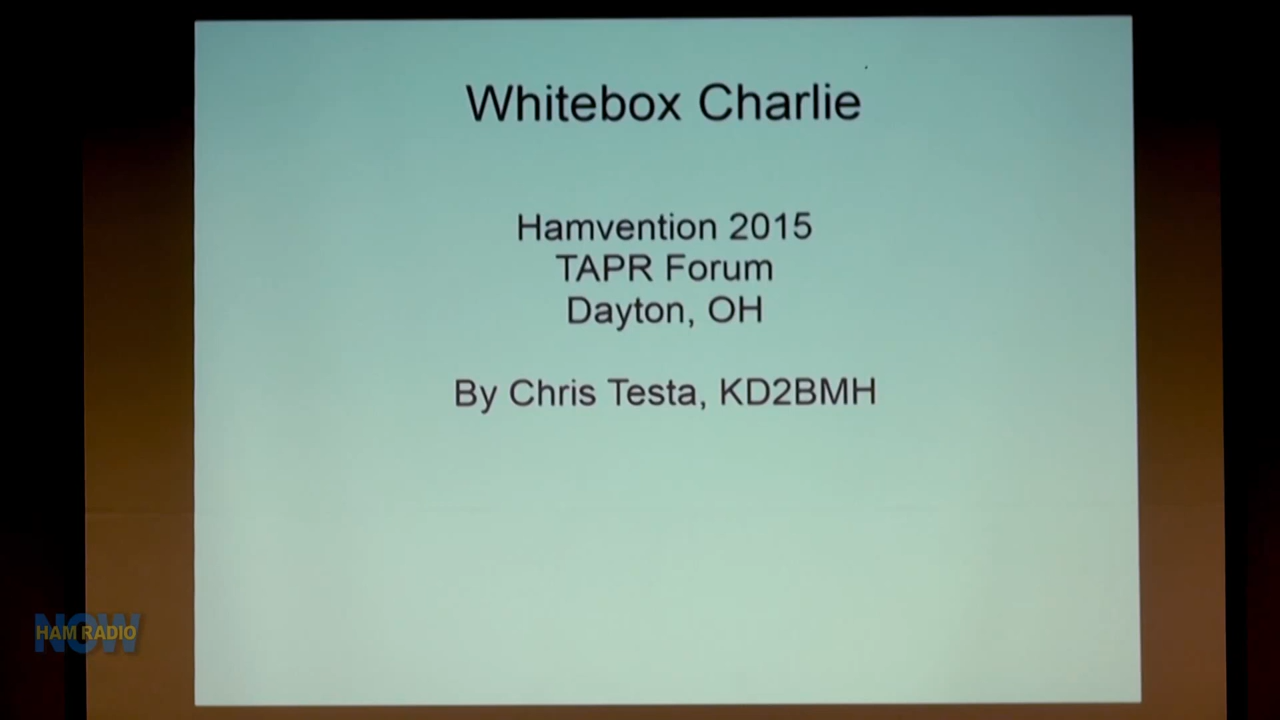 Whitebox Charlie
Hamvention 2015
TAPR Forum
Dayton, OH
By Chris Testa, KD2BMH
NOW
HAM RADIO